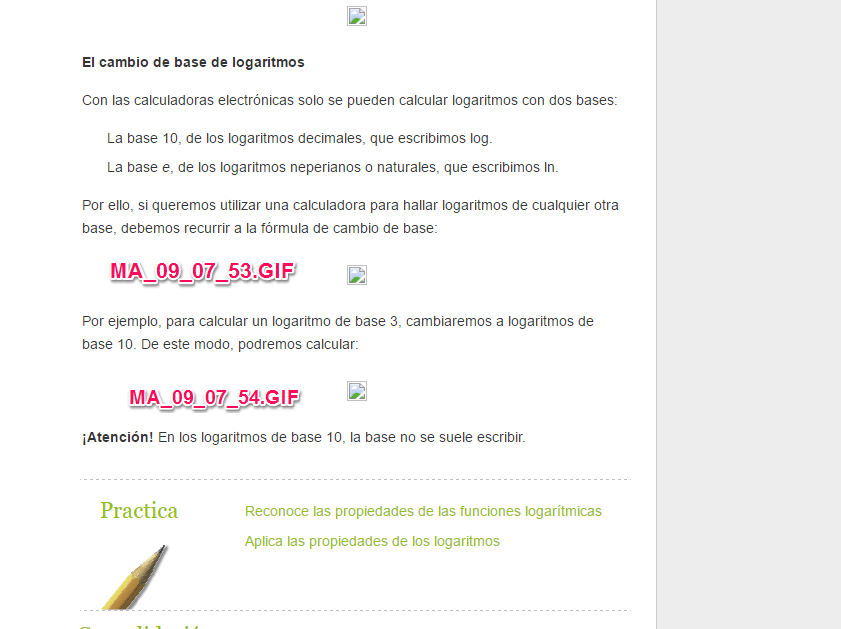 El cambio de base de logaritmos
Con las calculadoras electrónicas solo se pueden calcular logaritmos con dos bases:
La base 10, de los logaritmos decimales, que escribimos log.
La base e, de los logaritmos neperianos o naturales, que escribimos ln.
Por ello, si queremos utilizar una calculadora para hallar logaritmos de cualquier otra
base, debemos recurrir a la fórmula de cambio de base:
MA_09_07_53.GIF
Por ejemplo, para calcular un logaritmo de base 3, cambiaremos a logaritmos de
base 10. De este modo, podremos calcular:
MA_09_07_54.GIF
¡Atención! En los logaritmos de base 10, la base no se suele escribir.
Practica
Reconoce las propiedades de las funciones logarítmicas
Aplica las propiedades de los logaritmos